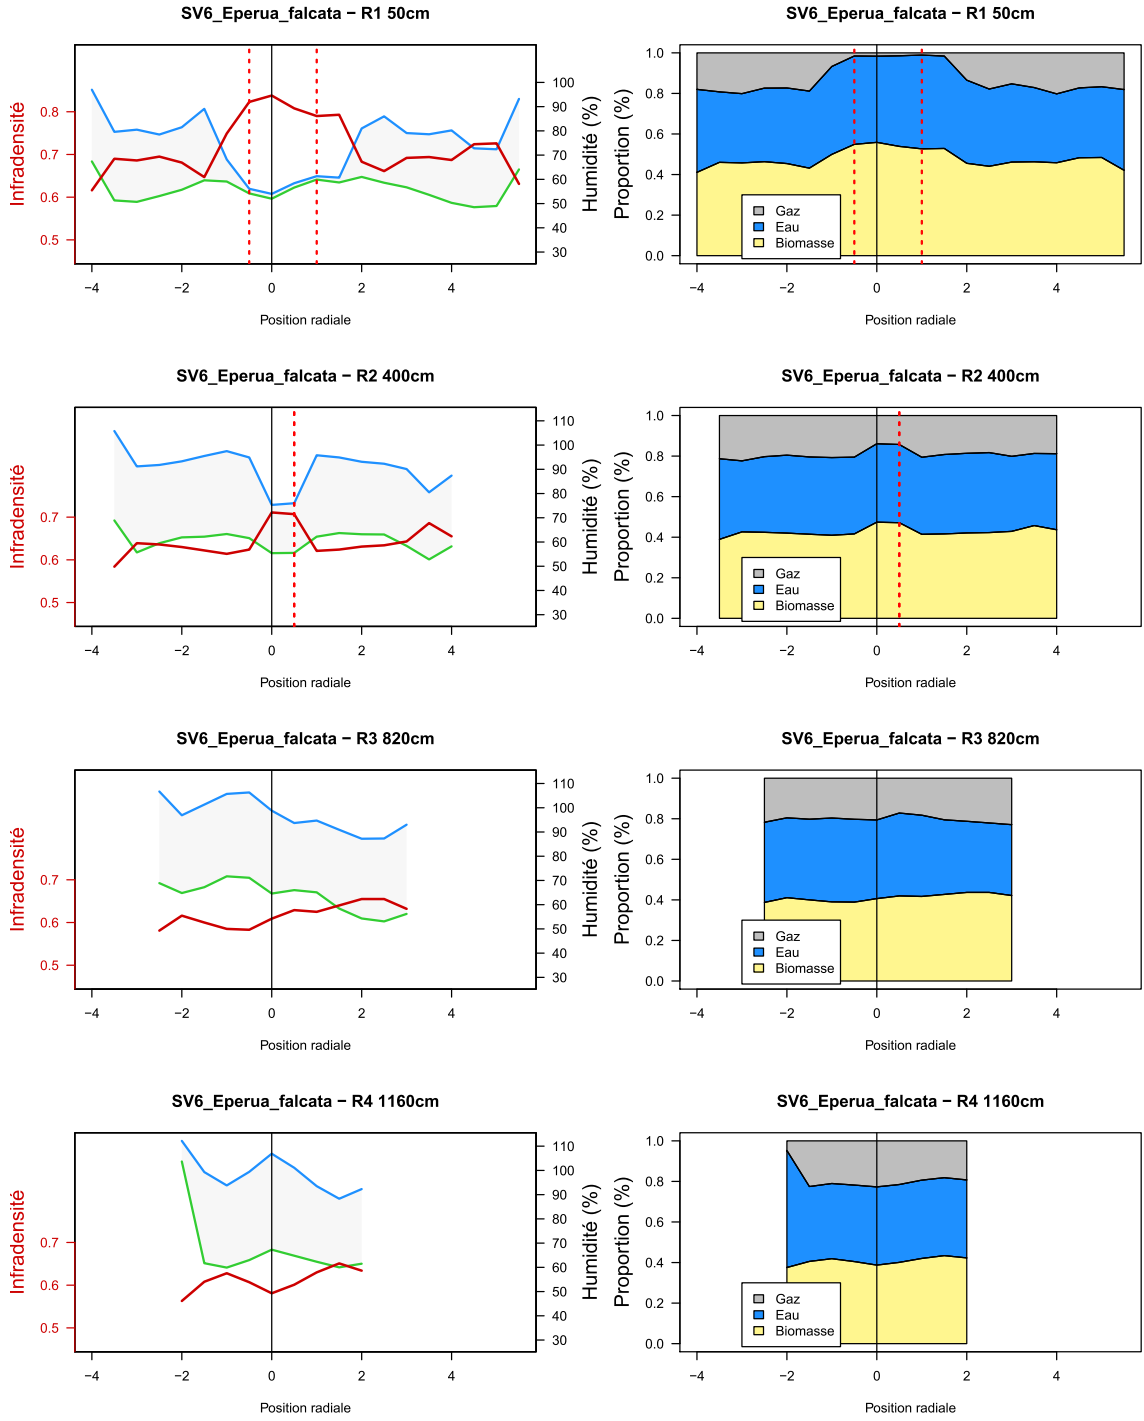 SV6_Eperua_falcata − R1 50cm
Infradensité
0.8
0.7
0.6
0.5
100
90
80
70
60
50
40
30
Humidité (%)
−4 −2 0 2 4
Position radiale
SV6_Eperua_falcata − R1 50cm
Proportion (%)
1.0
0.8
0.6
0.4
0.2
0.0
Gaz
Eau
Biomasse
−4 −2 0 2 4
Position radiale
SV6_Eperua_falcata − R2 400cm
Infradensité
0.7
0.6
0.5
110
100
90
80
70
60
50
40
30
Humidité (%)
−4 −2 0 2 4
Position radiale
SV6_Eperua_falcata − R2 400cm
Proportion (%)
1.0
0.8
0.6
0.4
0.2
0.0
Gaz
Eau
Biomasse
−4 −2 0 2 4
Position radiale
SV6_Eperua_falcata − R3 820cm
Infradensité
0.7
0.6
0.5
110
100
90
80
70
60
50
40
30
Humidité (%)
−4 −2 0 2 4
Position radiale
SV6_Eperua_falcata − R3 820cm
Proportion (%)
1.0
0.8
0.6
0.4
0.2
0.0
Gaz
Eau
Biomasse
−4 −2 0 2 4
Position radiale
SV6_Eperua_falcata − R4 1160cm
Infradensité
0.7
0.6
0.5
110
100
90
80
70
60
50
40
30
Humidité (%)
−4 −2 0 2 4
Position radiale
SV6_Eperua_falcata − R4 1160cm
Proportion (%)
1.0
0.8
0.6
0.4
0.2
0.0
Gaz
Eau
Biomasse
−4 −2 0 2 4
Position radiale